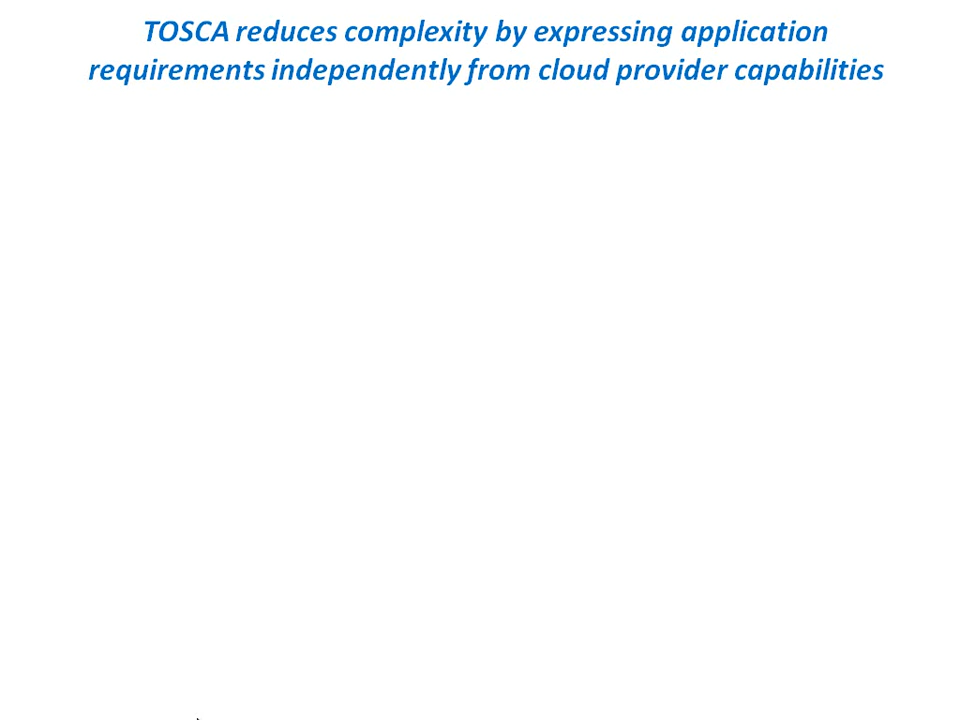 TOSCA reduces complexity by expressing application
requirements independently from cloud provider capabilities